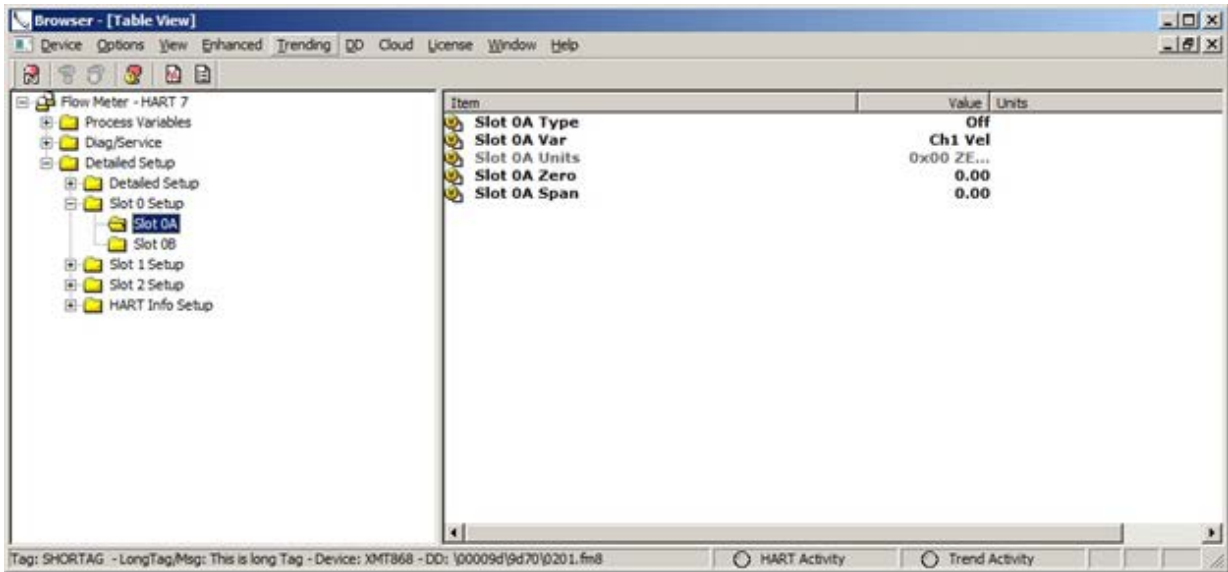 Browser - [Table View]
Device Options View Enhanced Trending DD Cloud License Window Help
Flow Meter - HART 7
Process Variables
Diag/Service
Detailed Setup
Detailed Setup
Slot 0 Setup
Slot 0A
Slot 0B
Slot 1 Setup
Slot 2 Setup
HART Info Setup
Item Value Units
Slot 0A Type Off
Slot 0A Var Ch1 Vel
Slot 0A Units 0x00 ZE...
Slot 0A Zero 0.00
Slot 0A Span 0.00
Tag: SHORTAG - LongTag/Msg: This is long Tag - Device: XMT868 - DD: \00009d\9d70\0201.fm8 HART Activity Trend Activity